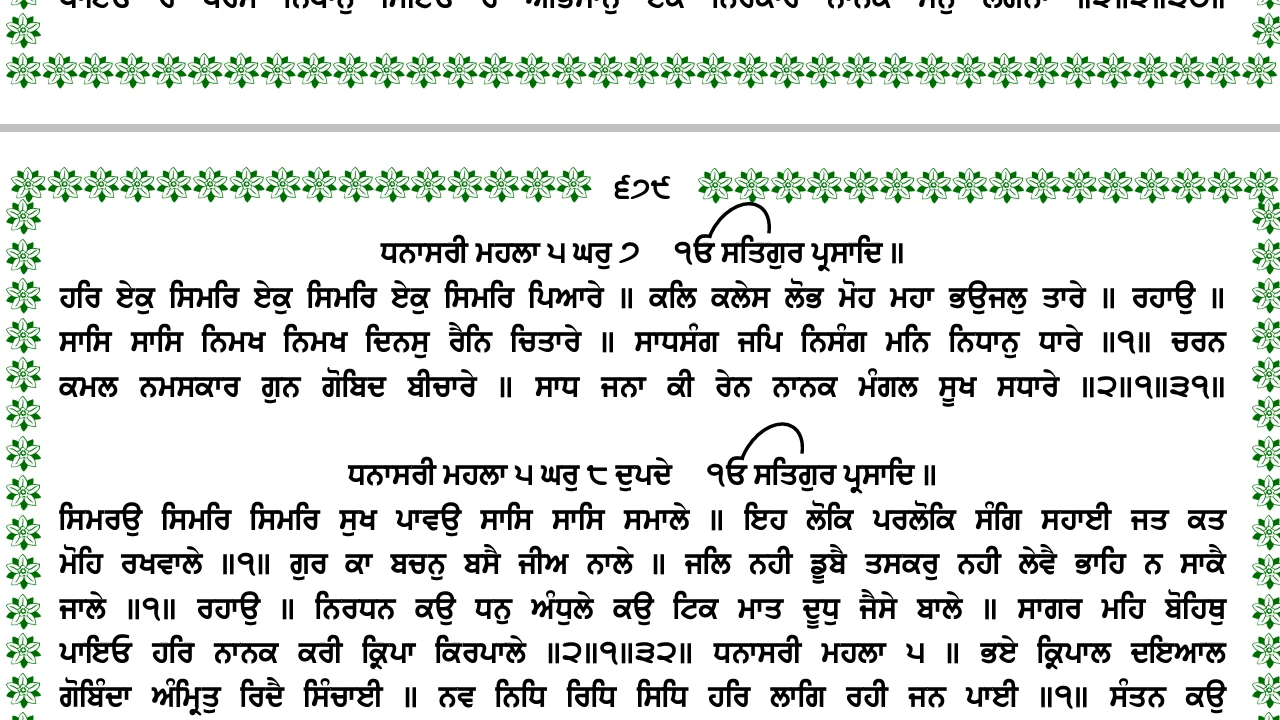 ੬੭੯
ਧਨਾਸਰੀ ਮਹਲਾ ੫ ਘਰੁ ੭ ੴ ਸਤਿਗੁਰ ਪ੍ਰਸਾਦਿ ॥
ਹਰਿ ਏਕੁ ਸਿਮਰਿ ਏਕੁ ਸਿਮਰਿ ਏਕੁ ਸਿਮਰਿ ਪਿਆਰੇ ॥ ਕਲਿ ਕਲੇਸ ਲੋਭ ਮੋਹ ਮਹਾ ਭਉਜਲੁ ਤਾਰੇ ॥ ਰਹਾਉ ॥
ਸਾਸਿ ਸਾਸਿ ਨਿਮਖ ਨਿਮਖ ਦਿਨਸੁ ਰੈਨਿ ਚਿਤਾਰੇ ॥ ਸਾਧਸੰਗ ਜਪਿ ਨਿਸੰਗ ਮਨਿ ਨਿਧਾਨੁ ਧਾਰੇ ॥੧॥ ਚਰਨ
ਕਮਲ ਨਮਸਕਾਰ ਗੁਨ ਗੋਬਿਦ ਬੀਚਾਰੇ ॥ ਸਾਧ ਜਨਾ ਕੀ ਰੇਨ ਨਾਨਕ ਮੰਗਲ ਸੂਖ ਸਧਾਰੇ ॥੨॥੧॥੩੧॥
ਧਨਾਸਰੀ ਮਹਲਾ ੫ ਘਰੁ ੮ ਦੁਪਦੇ ੴ ਸਤਿਗੁਰ ਪ੍ਰਸਾਦਿ ॥
ਸਿਮਰਉ ਸਿਮਰਿ ਸਿਮਰਿ ਸੁਖ ਪਾਵਉ ਸਾਸਿ ਸਾਸਿ ਸਮਾਲੇ ॥ ਇਹ ਲੋਕਿ ਪਰਲੋਕਿ ਸੰਗਿ ਸਹਾਈ ਜਤ ਕਤ
ਮੋਹਿ ਰਖਵਾਲੇ ॥੧॥ ਗੁਰ ਕਾ ਬਚਨੁ ਬਸੈ ਜੀਅ ਨਾਲੇ ॥ ਜਲਿ ਨਹੀ ਡੂਬੈ ਤਸਕਰੁ ਨਹੀ ਲੇਵੈ ਭਾਹਿ ਨ ਸਾਕੈ
ਜਾਲੇ ॥੧॥ ਰਹਾਉ ॥ ਨਿਰਧਨ ਕਉ ਧਨੁ ਅੰਧੁਲੇ ਕਉ ਟਿਕ ਮਾਤ ਦੂਧੁ ਜੈਸੇ ਬਾਲੇ ॥ ਸਾਗਰ ਮਹਿ ਬੋਹਿਥੁ
ਪਾਇਓ ਹਰਿ ਨਾਨਕ ਕਰੀ ਕ੍ਰਿਪਾ ਕਿਰਪਾਲੇ ॥੨॥੧॥੩੨॥ ਧਨਾਸਰੀ ਮਹਲਾ ੫ ॥ ਭਏ ਕ੍ਰਿਪਾਲ ਦਇਆਲ
ਗੋਬਿੰਦਾ ਅੰਮ੍ਰਿਤੁ ਰਿਦੈ ਸਿੰਚਾਈ ॥ ਨਵ ਨਿਧਿ ਰਿਧਿ ਸਿਧਿ ਹਰਿ ਲਾਗਿ ਰਹੀ ਜਨ ਪਾਈ ॥੧॥ ਸੰਤਨ ਕਉ